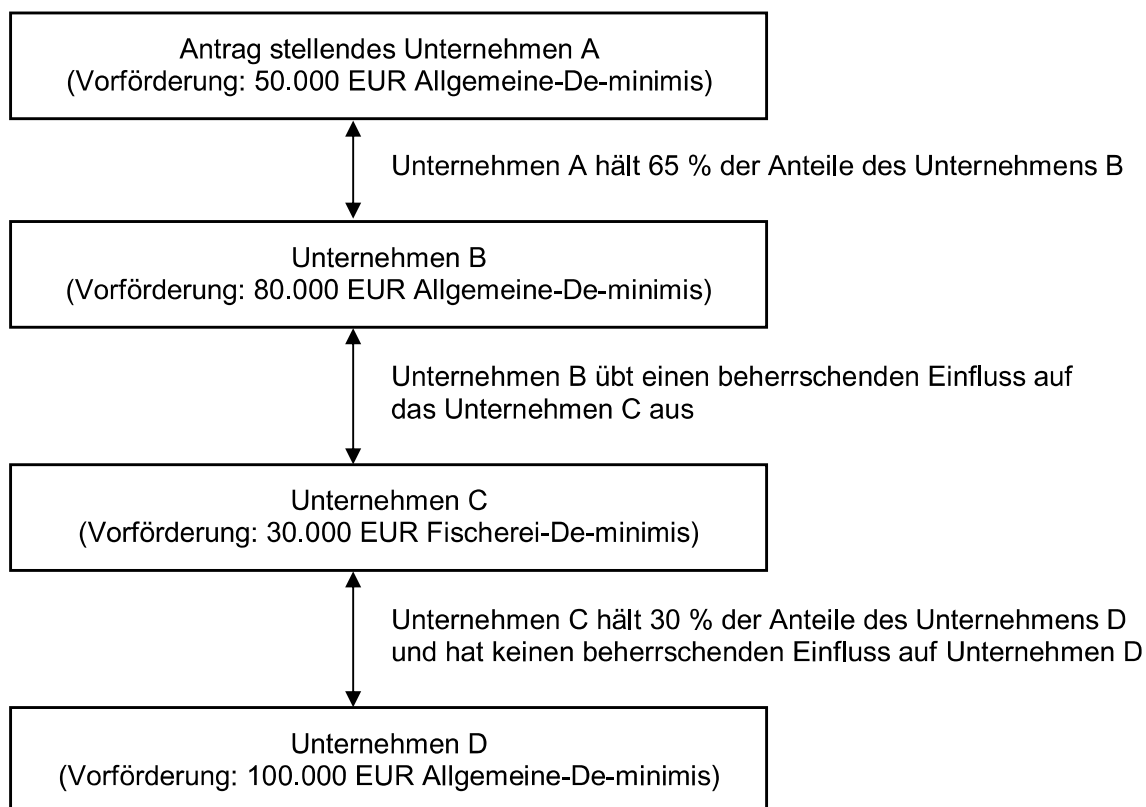 Antrag stellendes Unternehmen A
(Vorförderung: 50.000 EUR Allgemeine-De-minimis)
Unternehmen A hält 65 % der Anteile des Unternehmens B
Unternehmen B
(Vorförderung: 80.000 EUR Allgemeine-De-minimis)
Unternehmen B übt einen beherrschenden Einfluss auf
das Unternehmen C aus
Unternehmen C
(Vorförderung: 30.000 EUR Fischerei-De-minimis)
Unternehmen C hält 30 % der Anteile des Unternehmens D
und hat keinen beherrschenden Einfluss auf Unternehmen D
Unternehmen D
(Vorförderung: 100.000 EUR Allgemeine-De-minimis)